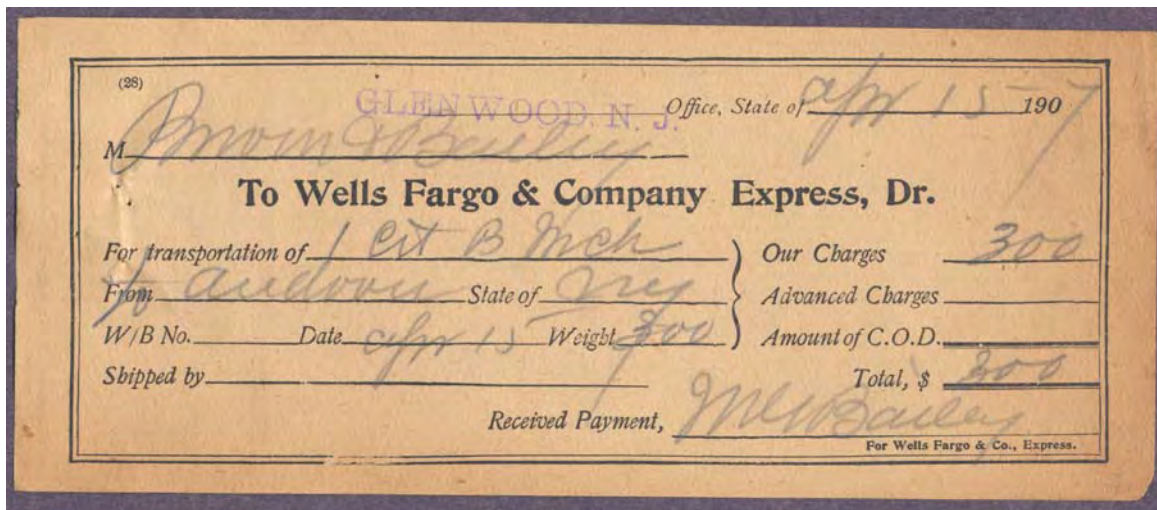 (28)
GLENWOOD. N. J. Office, State of Apr 15 1907
M Brown & Bailey
To Wells Fargo & Company Express, Dr.
For transportation of 1 Crt B Mch Our Charges 300
From To State of Advanced Charges
W/B No. Date Apr 15 Weight 300 Amount of C.O.D.
Shipped by Total, $ 300
Received Payment, Bailey
For Wells Fargo & Co., Express.